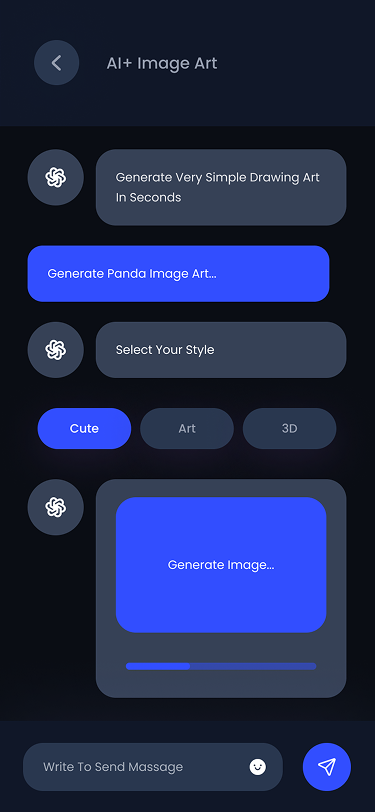 AI+ Image Art
Generate Very Simple Drawing Art
In Seconds
Generate Panda Image Art...
Select Your Style
Cute
Art
3D
Generate Image...
Write To Send Massage